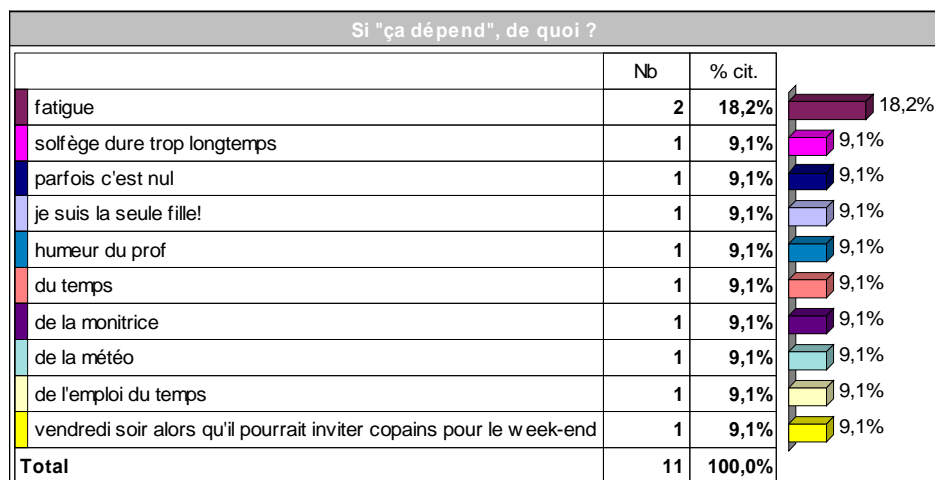 Si "ça dépend", de quoi ?
Nb % cit.
fatigue 2 18,2% 18,2%
solfège dure trop longtemps 1 9,1% 9,1%
parfois c'est nul 1 9,1% 9,1%
je suis la seule fille! 1 9,1% 9,1%
humeur du prof 1 9,1% 9,1%
du temps 1 9,1% 9,1%
de la monitrice 1 9,1% 9,1%
de la météo 1 9,1% 9,1%
de l'emploi du temps 1 9,1% 9,1%
vendredi soir alors qu'il pourrait inviter copains pour le week-end 1 9,1% 9,1%
Total 11 100,0%